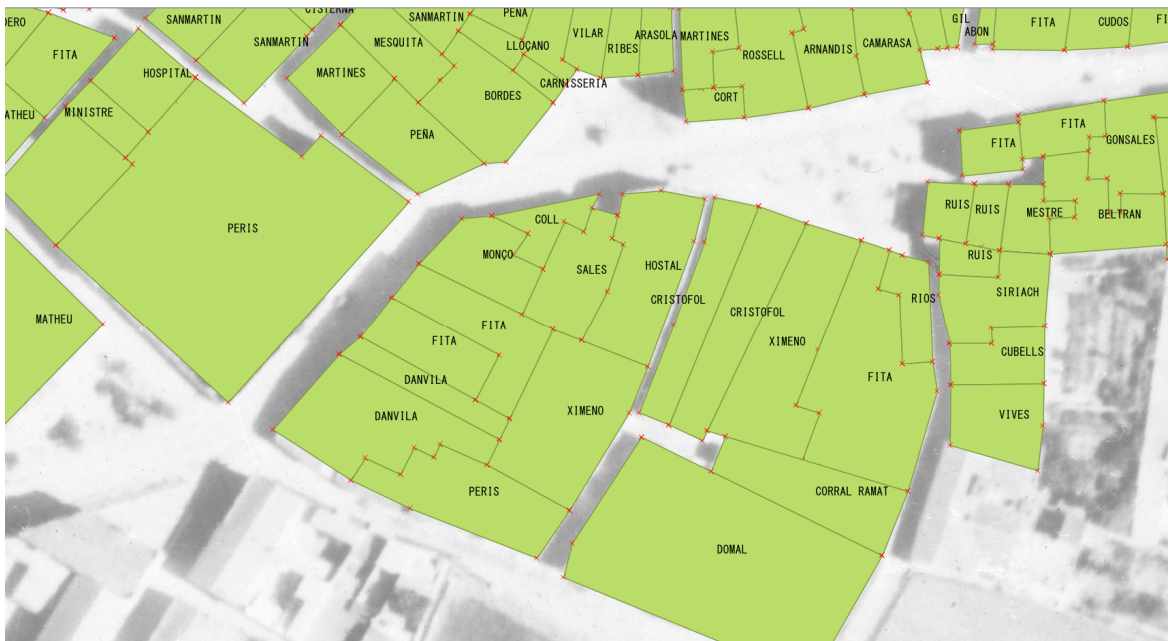 SANMARTIN
CISTERNA
SANMARTIN
PEÑA
GIL
FITA
CUDOS
FITA
SANMARTIN
MESQUITA
LLOÇANO
VILAR
RIBES
ARASOLA
MARTINES
ROSSELL
ARNANDIS
CAMARASA
ABON
HOSPITAL
MARTINES
CARNISSERIA
BORDES
CORT
MINISTRE
PEÑA
FITA
FITA
GONSALES
PERIS
COLL
MONÇO
SALES
HOSTAL
RUIS
RUIS
MESTRE
BELTRAN
RUIS
MATHEU
CRISTOFOL
CRISTOFOL
RIOS
SIRIACH
FITA
FITA
XIMENO
CUBELLS
DANVILA
FITA
DANVILA
XIMENO
VIVES
PERIS
CORRAL RAMAT
DOMAL